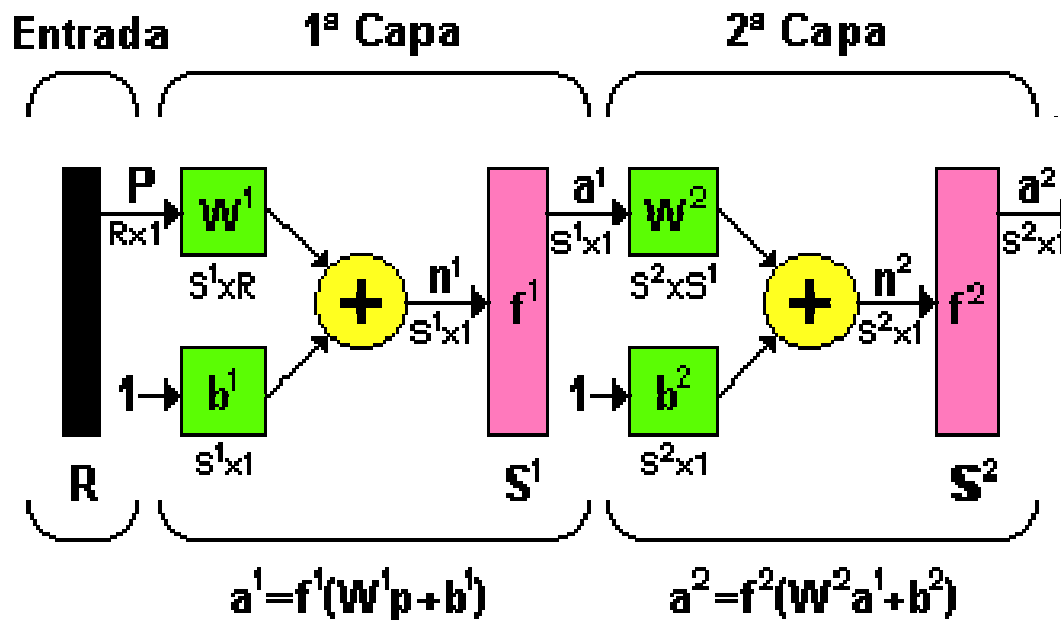 Entrada 1ª Capa 2ª Capa
P W¹ a¹ W² a²
Rx1 S¹x1 S²x1
S¹xR S²xS¹
+ n¹ f¹ + n² f²
S¹x1 S²x1
1 b¹ 1 b²
S¹x1 S²x1
R S¹ S²
a¹=f¹(W¹p+b¹) a²=f²(W²a¹+b²)